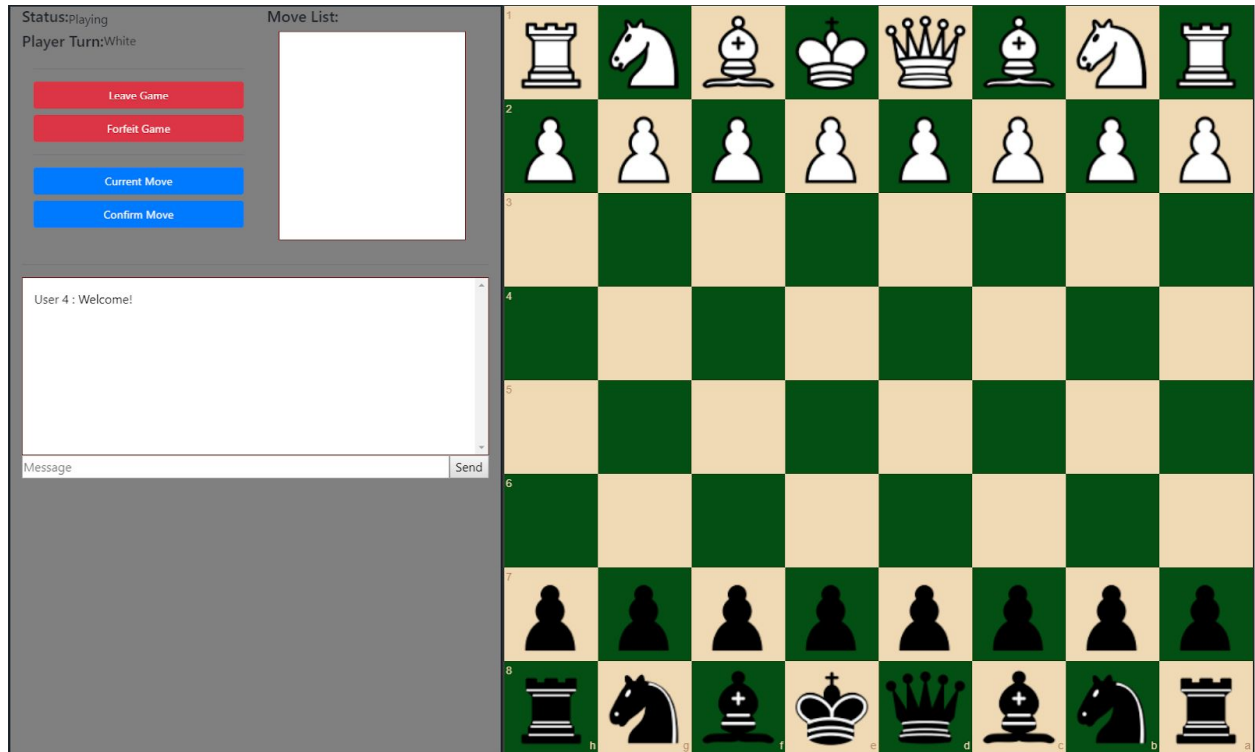 Status:Playing
Player Turn:White
Leave Game
Forfeit Game
Current Move
Confirm Move
Move List:
User 4 : Welcome!
Message
Send
1
2
3
4
5
6
7
8
h
g
f
e
d
c
b
a